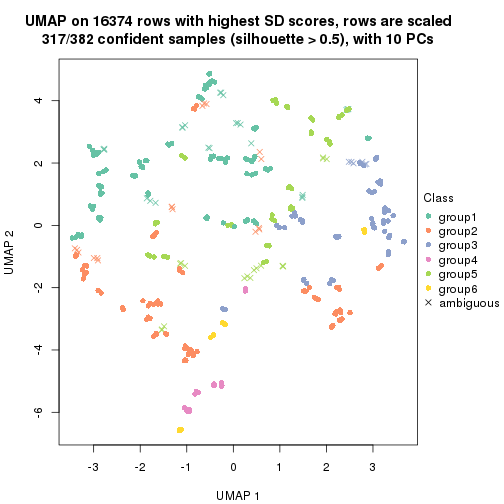 UMAP on 16374 rows with highest SD scores, rows are scaled
317/382 confident samples (silhouette > 0.5), with 10 PCs
4
2
0
-2
-4
-6
UMAP 2
-3
-2
-1
0
1
2
3
UMAP 1
Class
group1
group2
group3
group4
group5
group6
ambiguous